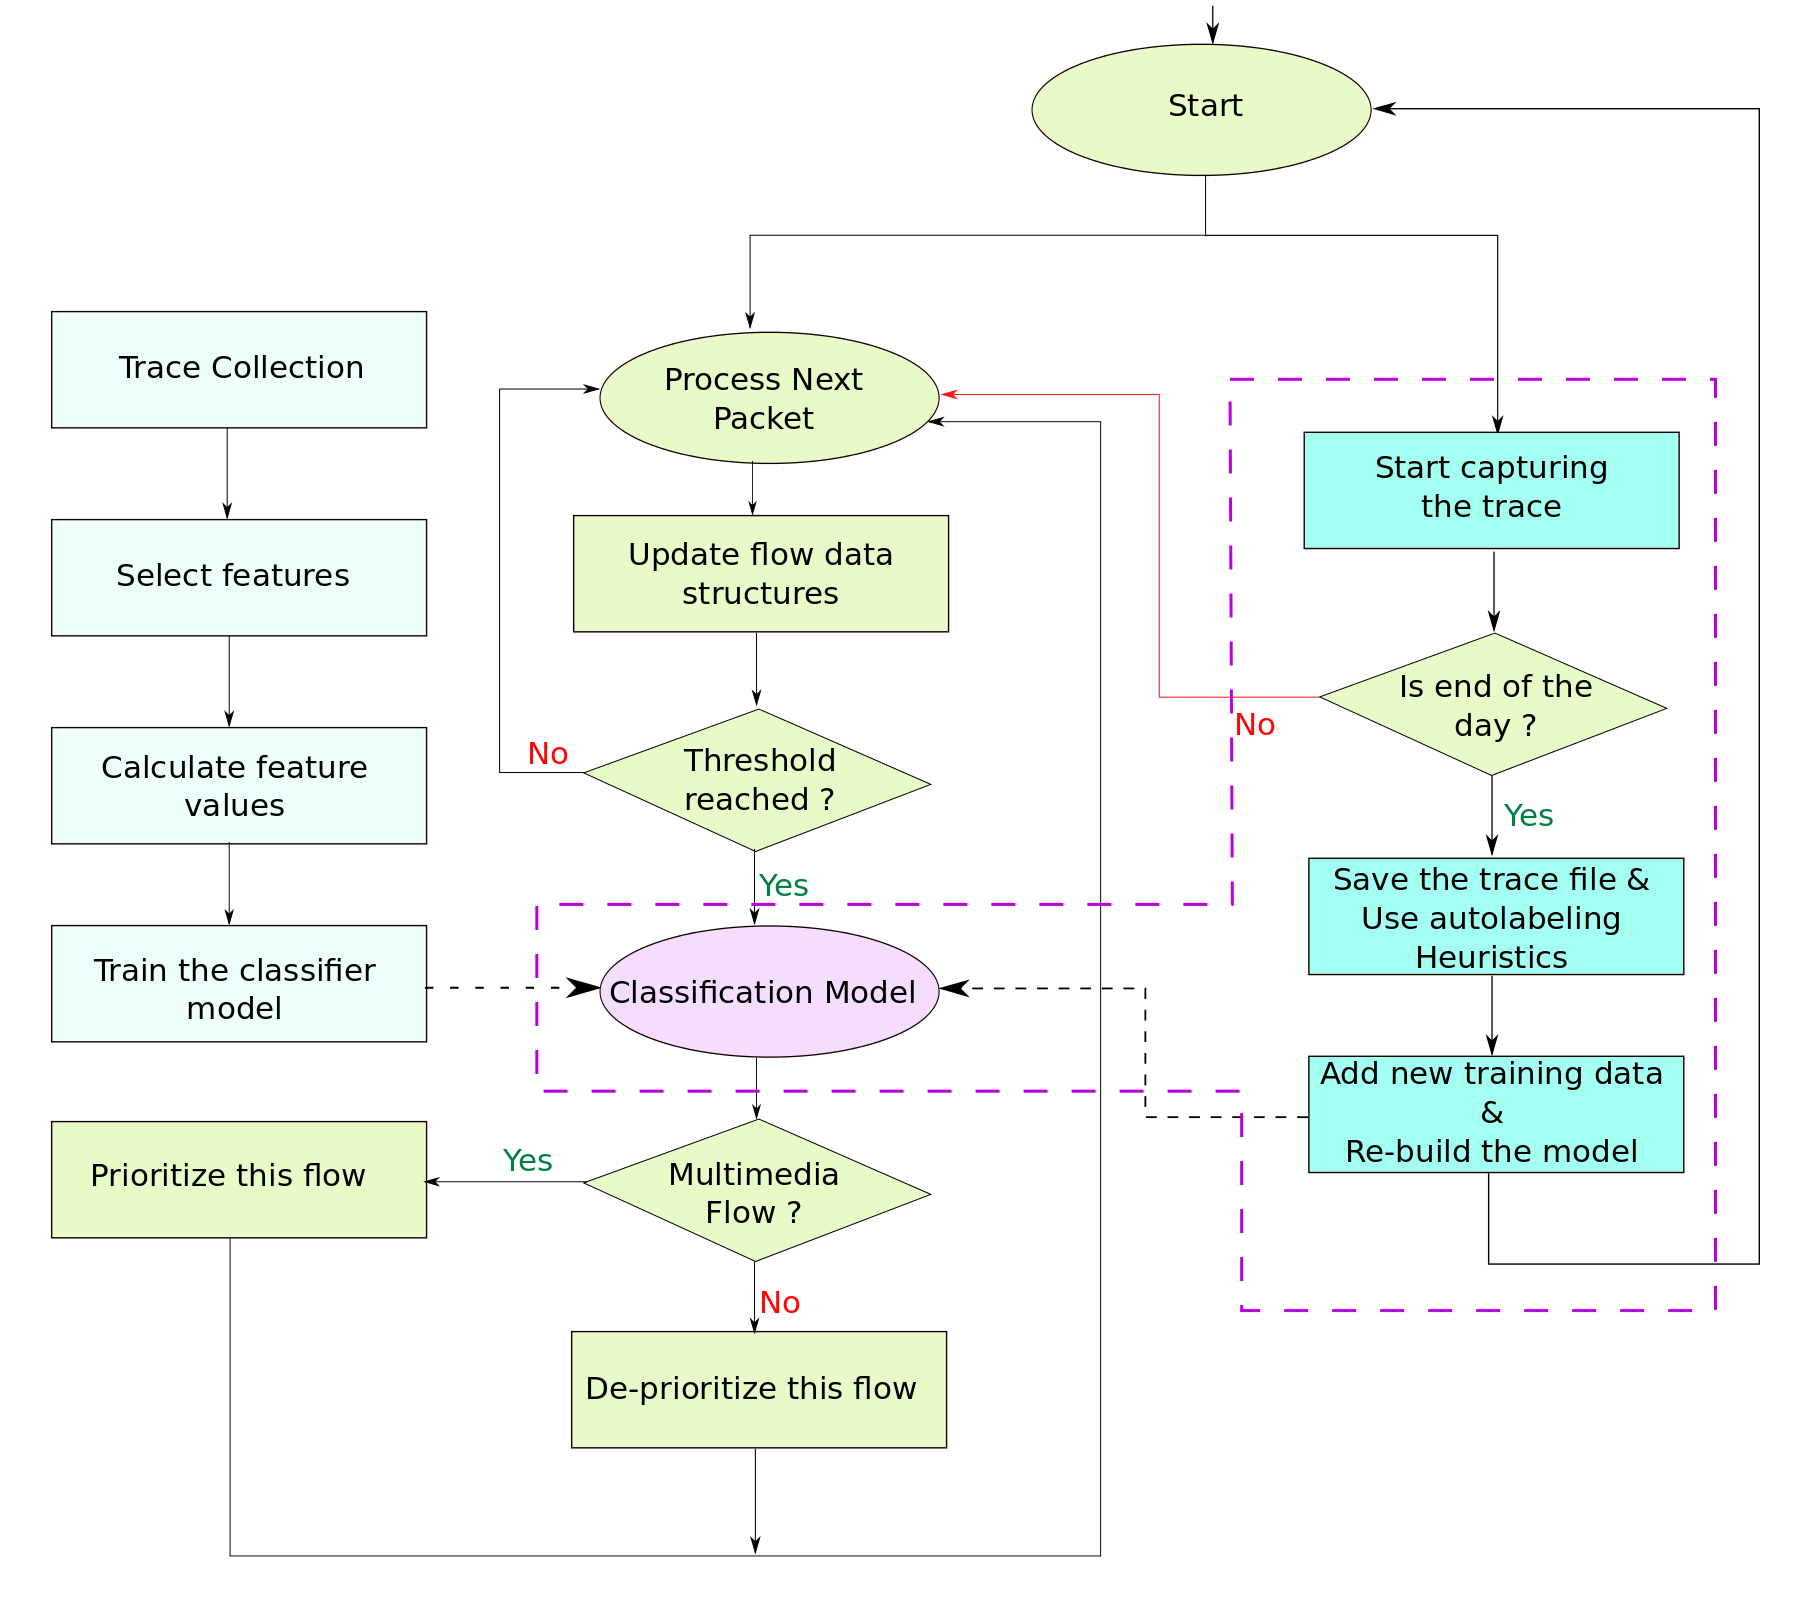 Start
Trace Collection
Select features
Calculate feature
values
Train the classifier
model
Prioritize this flow
Process Next
Packet
Update flow data
structures
No
Threshold
reached ?
Yes
Classification Model
Yes
Multimedia
Flow ?
No
De-prioritize this flow
Start capturing
the trace
Is end of the
day ?
No
Yes
Save the trace file &
Use autolabeling
Heuristics
Add new training data
&
Re-build the model